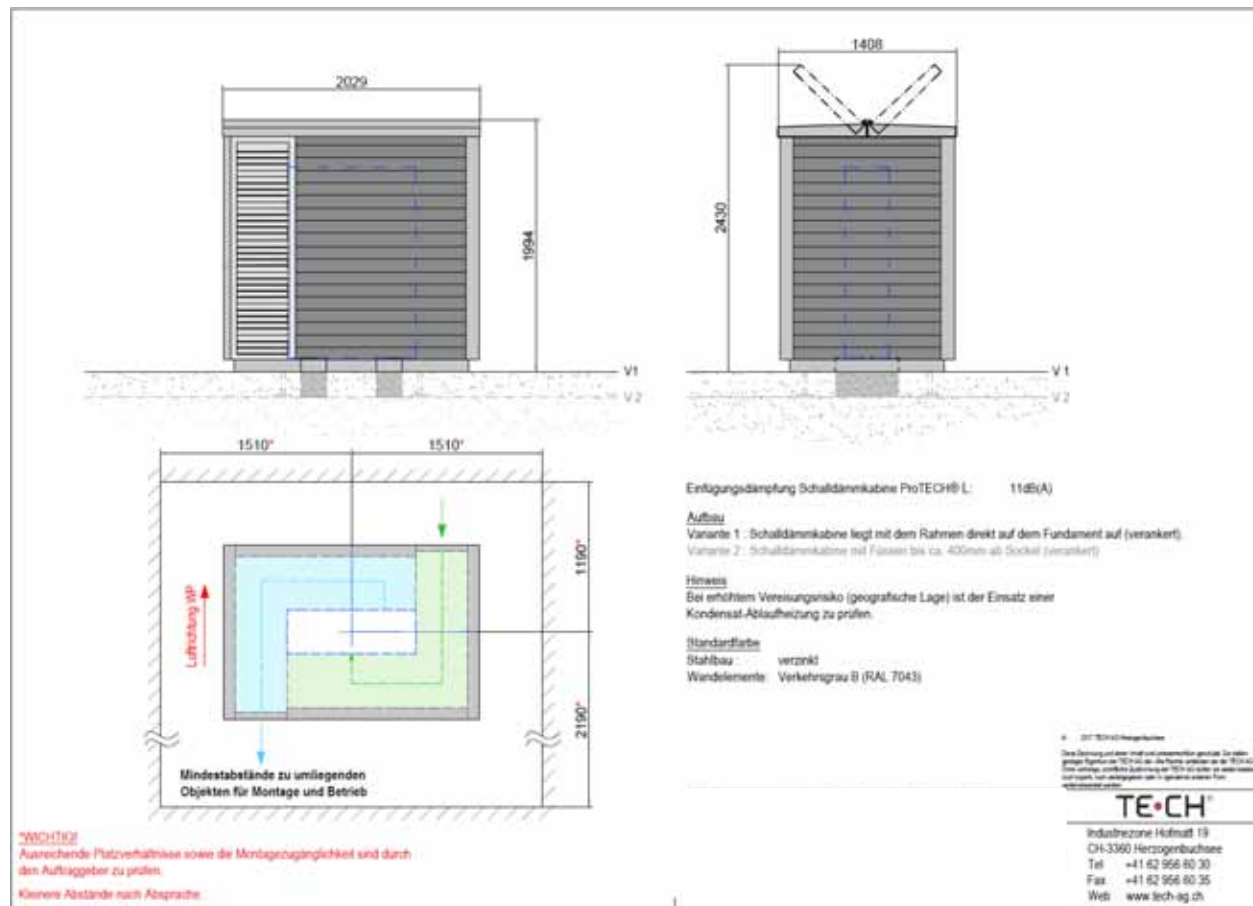 2029
1994
1408
2430
V1
V 2
V 1
V 2
1510*
1510*
1190*
2190*
Luftrichtung WP
Mindestabstände zu umliegenden
Objekten für Montage und Betrieb
*WICHTIG!
Ausreichende Platzverhältnisse sowie die Montagezugänglichkeit sind durch
den Auftraggeber zu prüfen.
Kleinere Abstände nach Absprache
Einfügungsdämpfung Schalldämmkabine ProTECH® L: 11dB(A)
Aufbau
Variante 1 : Schalldämmkabine liegt mit dem Rahmen direkt auf dem Fundament auf (verankert).
Variante 2 : Schalldämmkabine mit Füssen bis ca. 400mm ab Sockel (verankert)
Hinweis
Bei erhöhtem Vereisungsrisiko (geografische Lage) ist der Einsatz einer
Kondensat-Ablaufheizung zu prüfen.
Standardfarbe
Stahlbau : verzinkt
Wandelemente: Verkehrsgrau B (RAL 7043)
TE•CH®
Industriezone Hofmatt 19
CH-3360 Herzogenbuchsee
Tel +41 62 956 60 30
Fax +41 62 956 60 35
Web www.tech-ag.ch